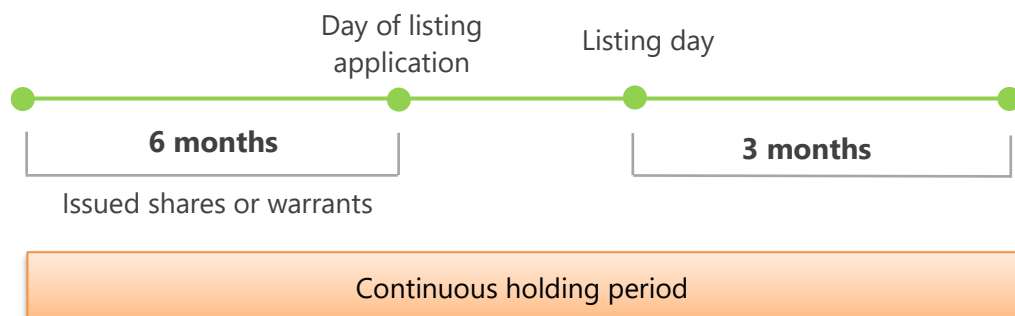 Day of listing
application
Listing day
6 months
3 months
Issued shares or warrants
Continuous holding period